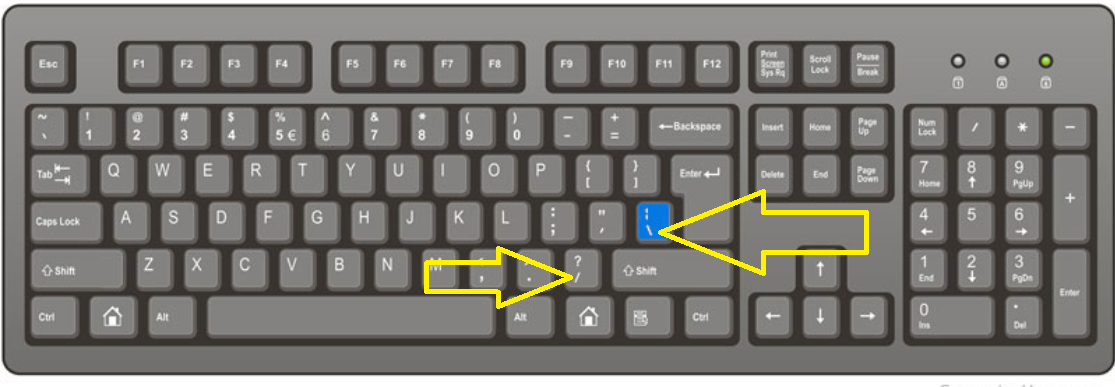 Esc F1 F2 F3 F4 F5 F6 F7 F8 F9 F10 F11 F12 Print Screen Sys Rq Scroll Lock Pause Break
~ ! @ # $ % ^ & * ( ) — +
` 1 2 3 4 5 € 6 7 8 9 0 - = ←Backspace Insert Home Page Up Num Lock / * −
Tab Q W E R T Y U I O P { [ } ] Enter Delete End Page Down 7 Home 8 ↑ 9 PgUp +
Caps Lock A S D F G H J K L : ; " ' ¦ \ 4 ← 5 6 →
Shift Z X C V B N M , . ? / Shift ↑ 1 End 2 ↓ 3 PgDn Enter
Ctrl Alt Alt Ctrl ← ↓ → 0 Ins . Del
1 A